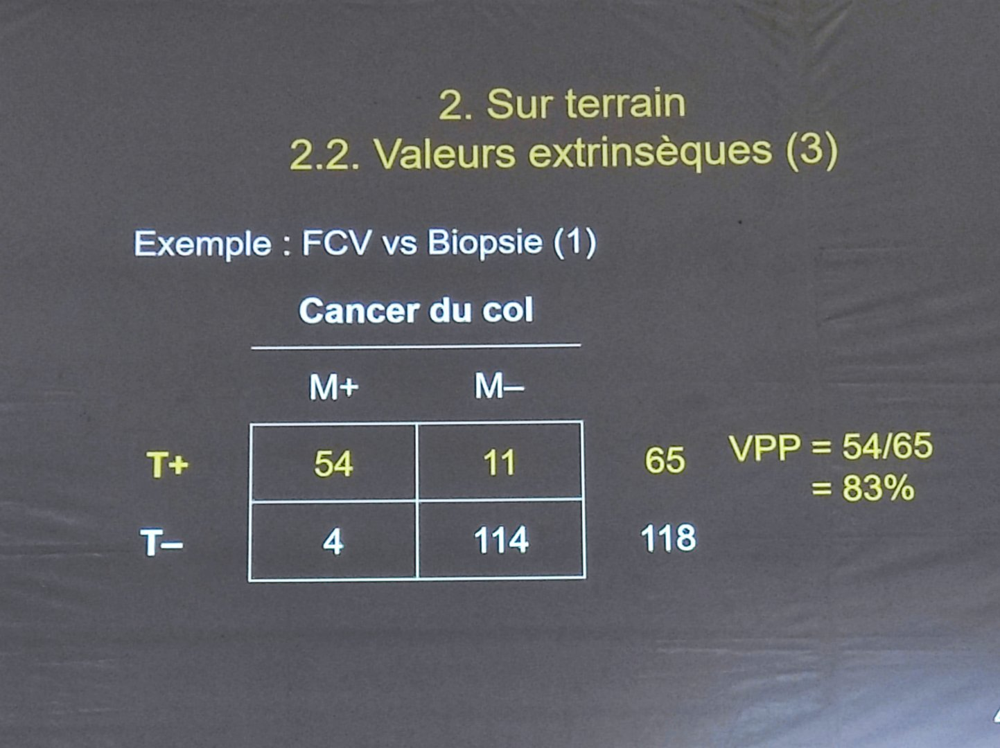 2. Sur terrain
2.2. Valeurs extrinsèques (3)
Exemple : FCV vs Biopsie (1)
Cancer du col
M+ M–
T+ 54 11 65 VPP = 54/65
= 83%
T– 4 114 118